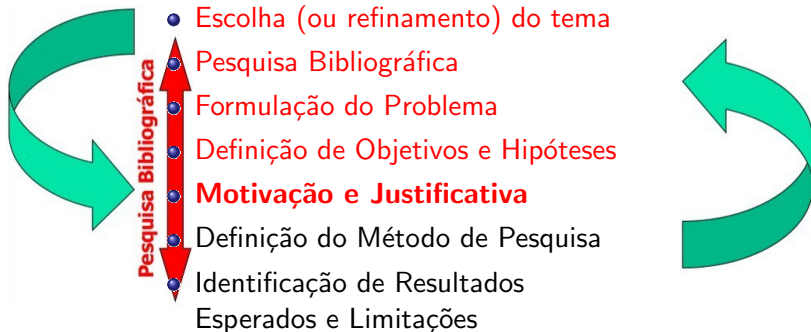 Escolha (ou refinamento) do tema
Pesquisa Bibliográfica
Formulação do Problema
Definição de Objetivos e Hipóteses
Motivação e Justificativa
Definição do Método de Pesquisa
Identificação de Resultados
Esperados e Limitações
Pesquisa Bibliográfica